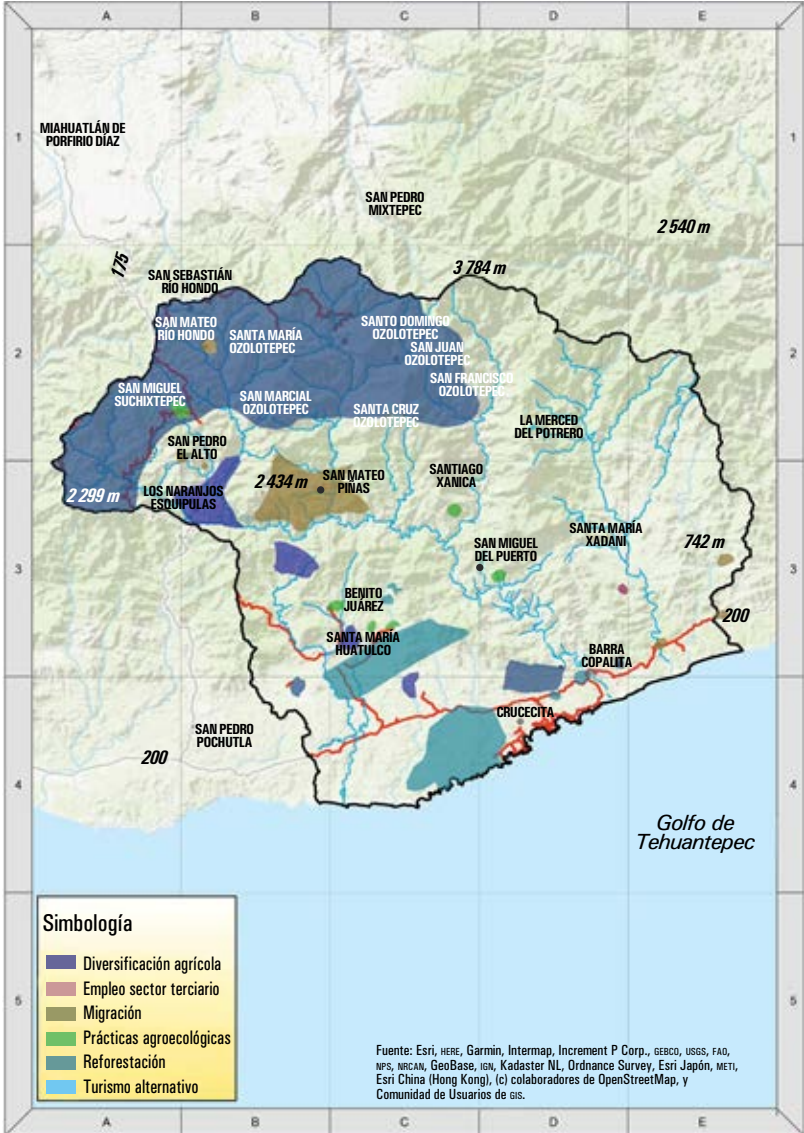 A B C D E
1
MIAHUATLÁN DE
PORFIRIO DÍAZ
1
SAN PEDRO
MIXTEPEC
2 540 m
175
SAN SEBASTIÁN
RÍO HONDO
3 784 m
SAN MATEO
RÍO HONDO
SANTA MARÍA
OZOLOTEPEC
SANTO DOMINGO
OZOLOTEPEC
2
SAN JUAN
OZOLOTEPEC
2
SAN MIGUEL
SUCHIXTEPEC
SAN MARCIAL
OZOLOTEPEC
SAN FRANCISCO
OZOLOTEPEC
SANTA CRUZ
OZOLOTEPEC
LA MERCED
DEL POTRERO
SAN PEDRO
EL ALTO
2 299 m
LOS NARANJOS
ESQUIPULAS
2 434 m
SAN MATEO
PIÑAS
SANTIAGO
XANICA
SAN MIGUEL
DEL PUERTO
SANTA MARÍA
XADANI
742 m
3
3
BENITO
JUÁREZ
200
SANTA MARÍA
HUATULCO
BARRA
COPALITA
CRUCECITA
SAN PEDRO
POCHUTLA
200
4
4
Golfo de
Tehuantepec
Simbología
Diversificación agrícola
Empleo sector terciario
Migración
Prácticas agroecológicas
Reforestación
Turismo alternativo
5
5
Fuente: Esri, HERE, Garmin, Intermap, Increment P Corp., GEBCO, USGS, FAO,
NPS, NRCAN, GeoBase, IGN, Kadaster NL, Ordnance Survey, Esri Japón, METI,
Esri China (Hong Kong), (c) colaboradores de OpenStreetMap, y
Comunidad de Usuarios de GIS.
A B C D E